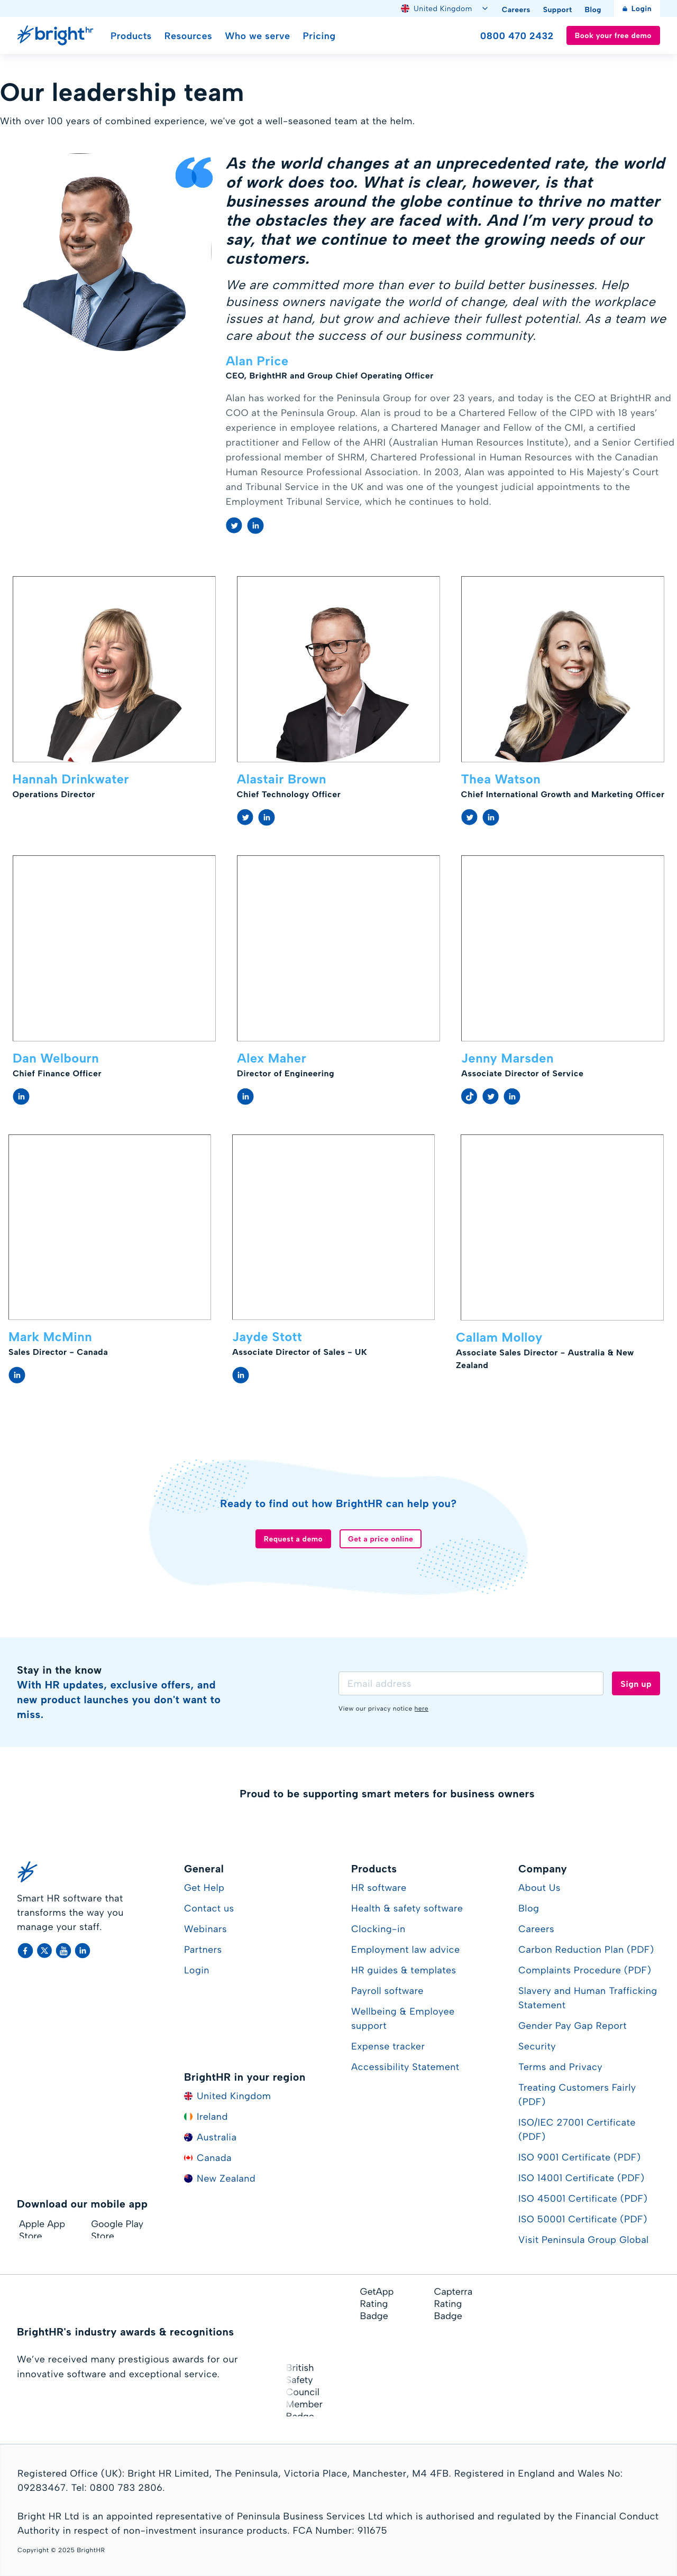 United Kingdom
Careers
Support
Blog
Login
bright hr
Products
Resources
Who we serve
Pricing
0800 470 2432
Book your free demo
Our leadership team
With over 100 years of combined experience, we've got a well-seasoned team at the helm.
As the world changes at an unprecedented rate, the world
of work does too. What is clear, however, is that
businesses around the globe continue to thrive no matter
the obstacles they are faced with. And I’m very proud to
say, that we continue to meet the growing needs of our
customers.
We are committed more than ever to build better businesses. Help
business owners navigate the world of change, deal with the workplace
issues at hand, but grow and achieve their fullest potential. As a team we
care about the success of our business community.
Alan Price
CEO, BrightHR and Group Chief Operating Officer
Alan has worked for the Peninsula Group for over 23 years, and today is the CEO at BrightHR and
COO at the Peninsula Group. Alan is proud to be a Chartered Fellow of the CIPD with 18 years’
experience in employee relations, a Chartered Manager and Fellow of the CMI, a certified
practitioner and Fellow of the AHRI (Australian Human Resources Institute), and a Senior Certified
professional member of SHRM, Chartered Professional in Human Resources with the Canadian
Human Resource Professional Association. In 2003, Alan was appointed to His Majesty’s Court
and Tribunal Service in the UK and was one of the youngest judicial appointments to the
Employment Tribunal Service, which he continues to hold.
Hannah Drinkwater
Operations Director
Alastair Brown
Chief Technology Officer
Thea Watson
Chief International Growth and Marketing Officer
Dan Welbourn
Chief Finance Officer
Alex Maher
Director of Engineering
Jenny Marsden
Associate Director of Service
Mark McMinn
Sales Director - Canada
Jayde Stott
Associate Director of Sales - UK
Callam Molloy
Associate Sales Director - Australia & New
Zealand
Ready to find out how BrightHR can help you?
Request a demo
Get a price online
Stay in the know
With HR updates, exclusive offers, and
new product launches you don't want to
miss.
Email address
Sign up
View our privacy notice here
Proud to be supporting smart meters for business owners
Smart HR software that
transforms the way you
manage your staff.
Download our mobile app
Apple App
Store
Google Play
Store
General
Get Help
Contact us
Webinars
Partners
Login
BrightHR in your region
United Kingdom
Ireland
Australia
Canada
New Zealand
Products
HR software
Health & safety software
Clocking-in
Employment law advice
HR guides & templates
Payroll software
Wellbeing & Employee
support
Expense tracker
Accessibility Statement
Company
About Us
Blog
Careers
Carbon Reduction Plan (PDF)
Complaints Procedure (PDF)
Slavery and Human Trafficking
Statement
Gender Pay Gap Report
Security
Terms and Privacy
Treating Customers Fairly
(PDF)
ISO/IEC 27001 Certificate
(PDF)
ISO 9001 Certificate (PDF)
ISO 14001 Certificate (PDF)
ISO 45001 Certificate (PDF)
ISO 50001 Certificate (PDF)
Visit Peninsula Group Global
BrightHR's industry awards & recognitions
We’ve received many prestigious awards for our
innovative software and exceptional service.
GetApp
Rating
Badge
Capterra
Rating
Badge
British
Safety
Council
Member
Badge
Registered Office (UK): Bright HR Limited, The Peninsula, Victoria Place, Manchester, M4 4FB. Registered in England and Wales No:
09283467. Tel: 0800 783 2806.
Bright HR Ltd is an appointed representative of Peninsula Business Services Ltd which is authorised and regulated by the Financial Conduct
Authority in respect of non-investment insurance products. FCA Number: 911675
Copyright © 2025 BrightHR